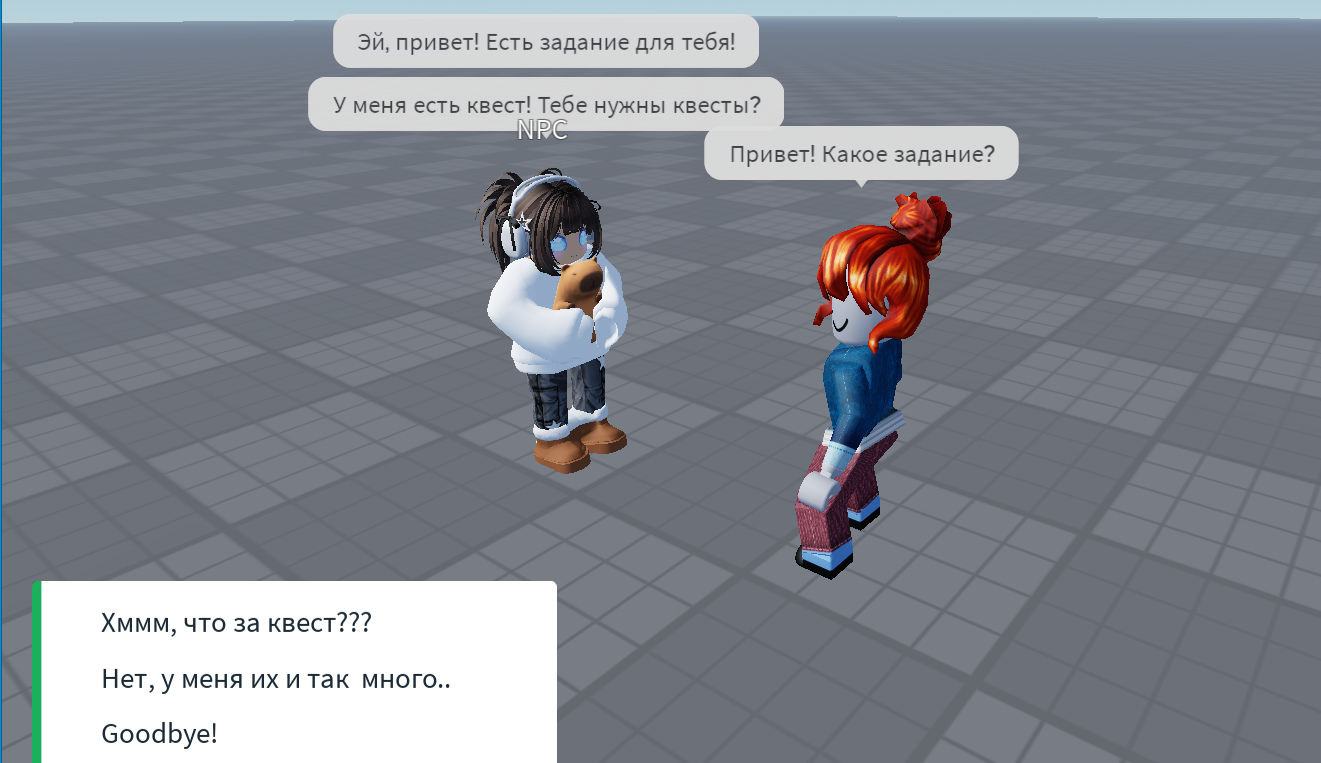 Эй, привет! Есть задание для тебя!
У меня есть квест! Тебе нужны квесты?
NPC
Привет! Какое задание?
Хммм, что за квест???
Нет, у меня их и так  много..
Goodbye!